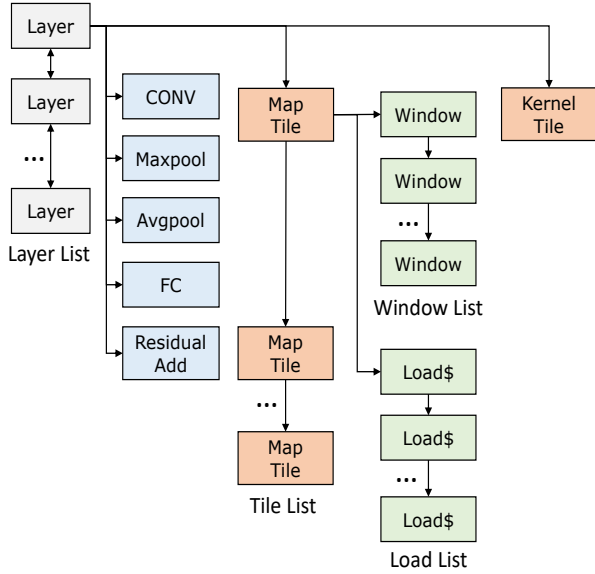 Layer
Layer
...
Layer
Layer List
CONV
Maxpool
Avgpool
FC
Residual
Add
Map
Tile
Map
Tile
...
Map
Tile
Tile List
Window
Window
...
Window
Window List
Load$
Load$
...
Load$
Load List
Kernel
Tile